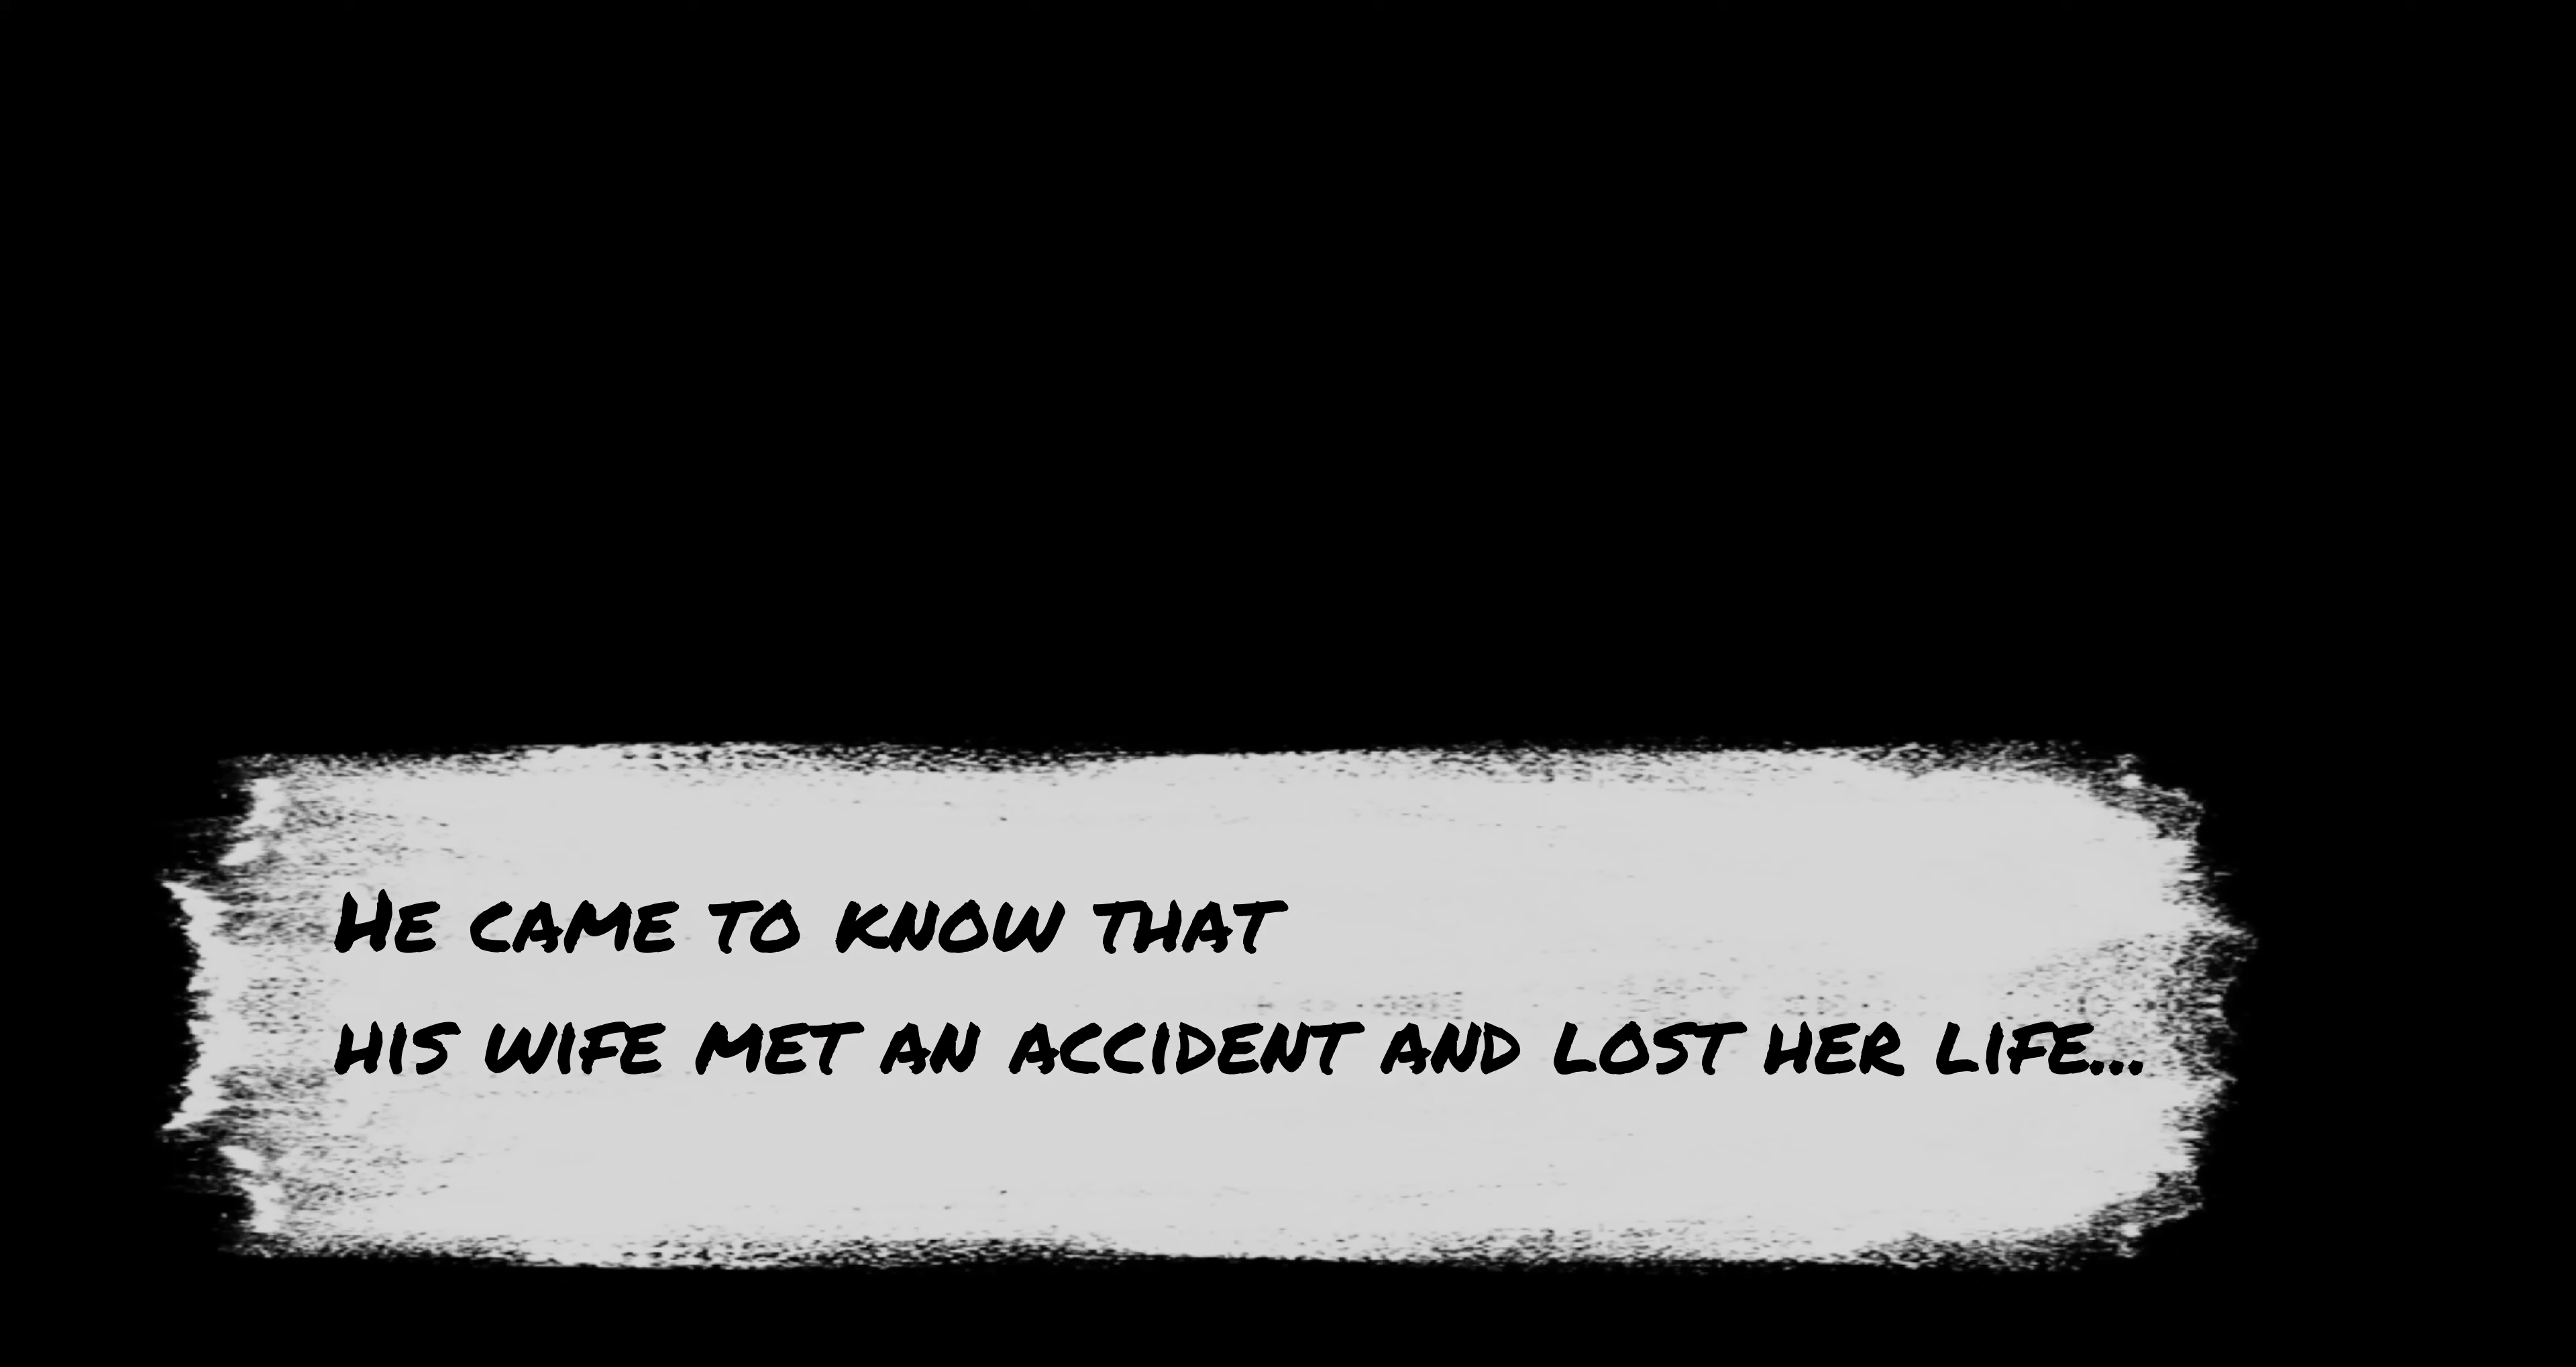 He came to know that
his wife met an accident and lost her life...